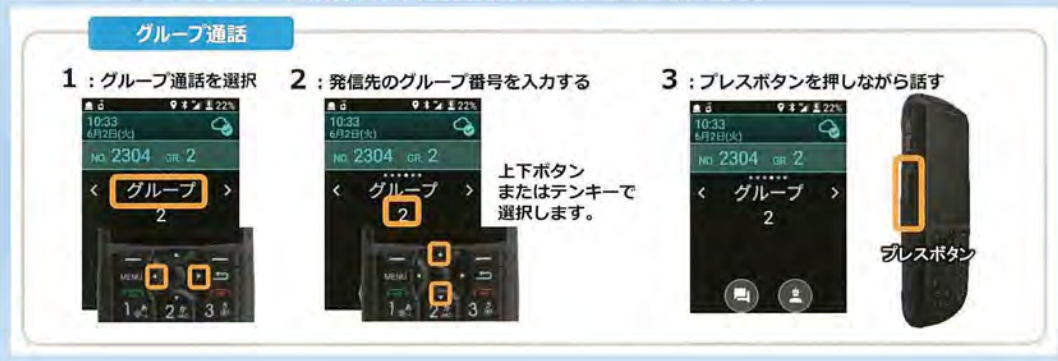 グループ通話
1:グループ通話を選択
10:33
22%
6月2日(火)
NO. 2304 GR. 2
< グループ >
2
MENU
1 2 3
2:発信先のグループ番号を入力する
10:33
22%
6月2日(火)
NO. 2304 GR. 2
< グループ >
2
MENU
1 2 3
上下ボタン
またはテンキーで
選択します。
3:プレスボタンを押しながら話す
10:33
22%
6月2日(火)
NO. 2304 GR. 2
< グループ >
2
プレスボタン